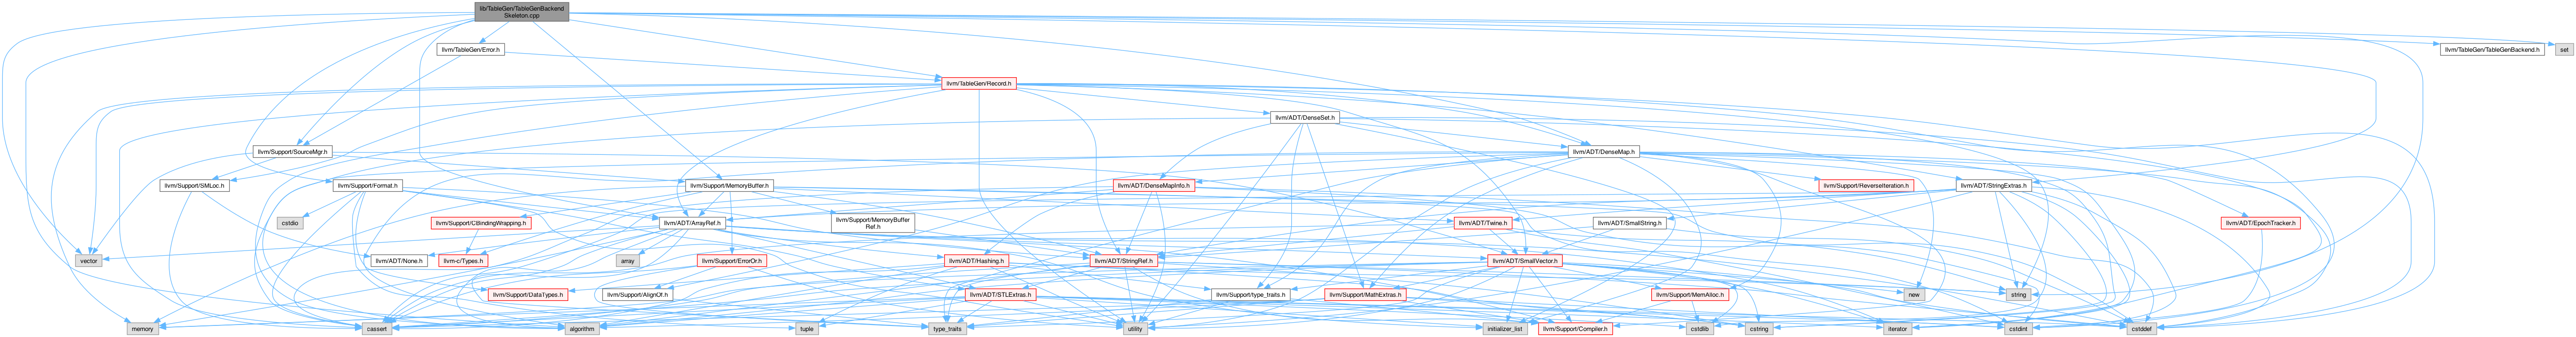 lib/TableGen/TableGenBackend
Skeleton.cpp
llvm/TableGen/Error.h
llvm/TableGen/TableGenBackend.h
set
llvm/TableGen/Record.h
llvm/ADT/DenseSet.h
llvm/Support/SourceMgr.h
llvm/ADT/DenseMap.h
llvm/Support/SMLoc.h
llvm/Support/Format.h
llvm/Support/MemoryBuffer.h
llvm/ADT/DenseMapInfo.h
llvm/Support/ReverseIteration.h
llvm/ADT/StringExtras.h
cstdio
llvm/Support/CBindingWrapping.h
llvm/ADT/ArrayRef.h
llvm/Support/MemoryBuffer
Ref.h
llvm/ADT/Twine.h
llvm/ADT/SmallString.h
llvm/ADT/EpochTracker.h
vector
llvm/ADT/None.h
llvm-c/Types.h
array
llvm/Support/ErrorOr.h
llvm/ADT/Hashing.h
llvm/ADT/StringRef.h
llvm/ADT/SmallVector.h
llvm/Support/DataTypes.h
llvm/Support/AlignOf.h
llvm/ADT/STLExtras.h
llvm/Support/type_traits.h
llvm/Support/MathExtras.h
llvm/Support/MemAlloc.h
new
string
memory
cassert
algorithm
tuple
type_traits
utility
initializer_list
llvm/Support/Compiler.h
cstdlib
cstring
iterator
cstdint
cstddef